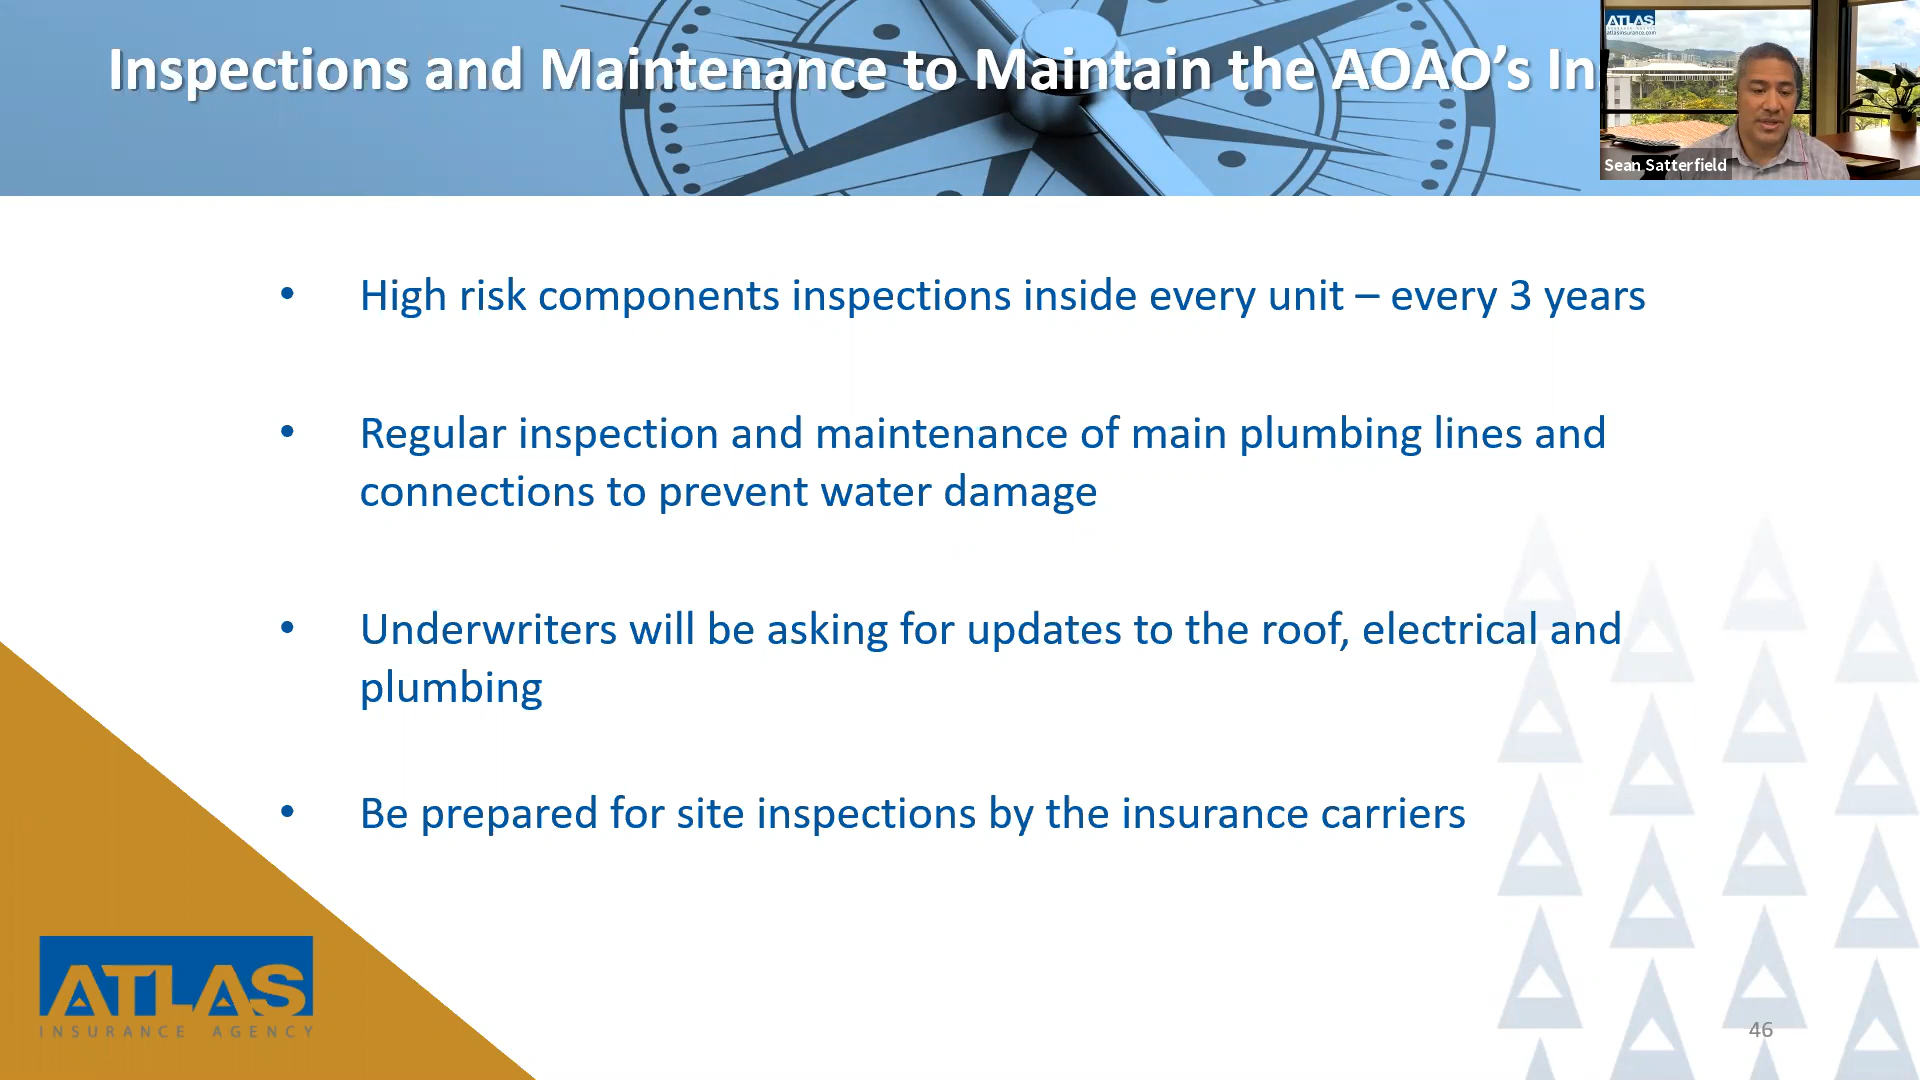 Inspections and Maintenance to Maintain the AOAO’s In
ATLAS
atlasinsurance.com
Sean Satterfield
• High risk components inspections inside every unit – every 3 years
• Regular inspection and maintenance of main plumbing lines and
connections to prevent water damage
• Underwriters will be asking for updates to the roof, electrical and
plumbing
• Be prepared for site inspections by the insurance carriers
ATLAS
INSURANCE AGENCY
46